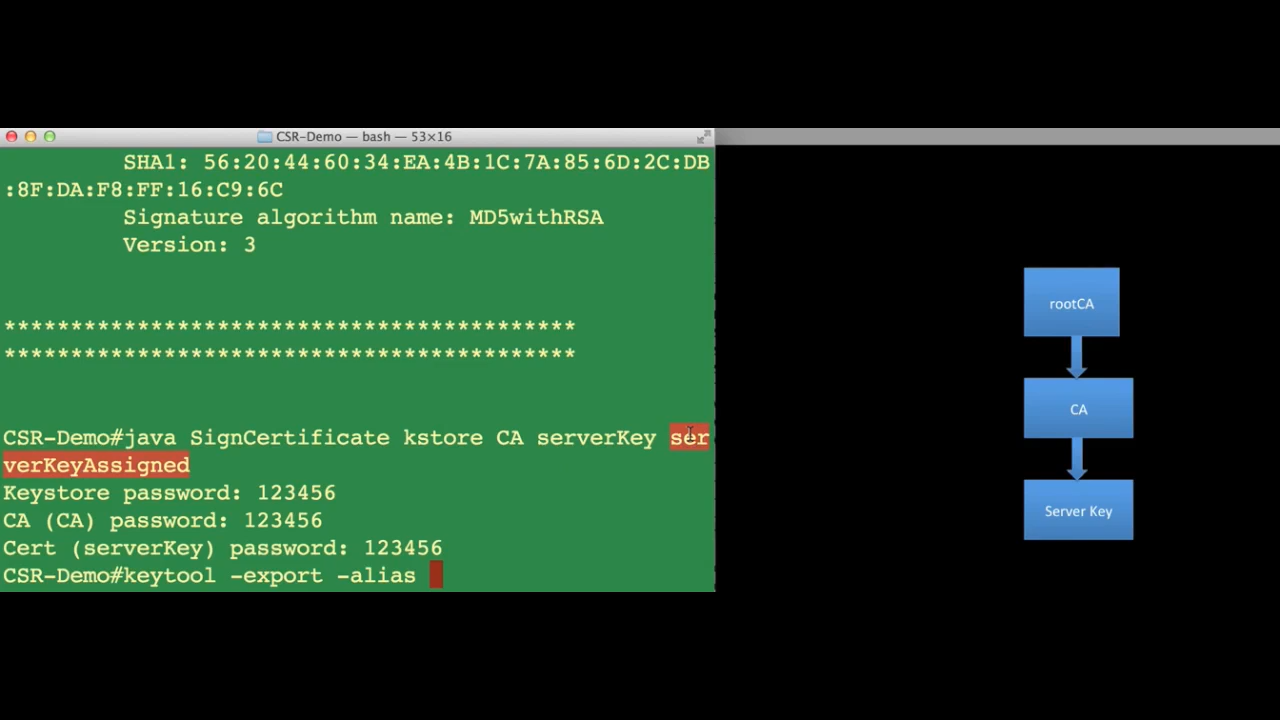 CSR-Demo — bash — 53×16
SHA1: 56:20:44:60:34:EA:4B:1C:7A:85:6D:2C:DB
:8F:DA:F8:FF:16:C9:6C
Signature algorithm name: MD5withRSA
Version: 3
*******************************************
*******************************************
CSR-Demo#java SignCertificate kstore CA serverKey ser
verKeyAssigned
Keystore password: 123456
CA (CA) password: 123456
Cert (serverKey) password: 123456
CSR-Demo#keytool -export -alias
rootCA
CA
Server Key